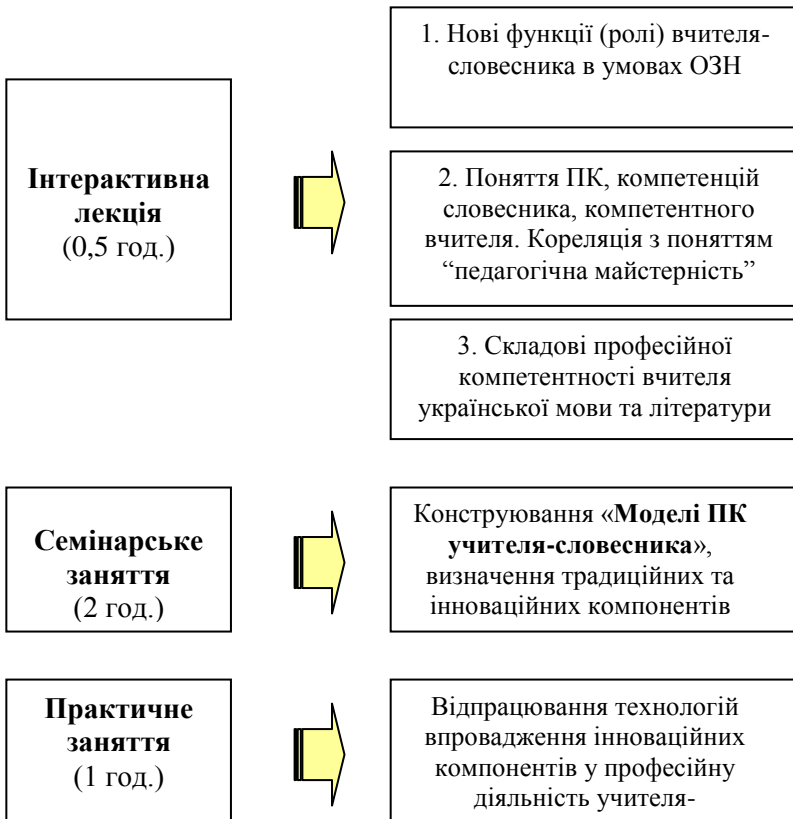 1. Нові функції (ролі) вчителя-
словесника в умовах ОЗН
Інтерактивна
лекція
(0,5 год.)
2. Поняття ПК, компетенцій
словесника, компетентного
вчителя. Кореляція з поняттям
“педагогічна майстерність”
3. Складові професійної
компетентності вчителя
української мови та літератури
Семінарське
заняття
(2 год.)
Конструювання «Моделі ПК
учителя-словесника»,
визначення традиційних та
інноваційних компонентів
Практичне
заняття
(1 год.)
Відпрацювання технологій
впровадження інноваційних
компонентів у професійну
діяльність учителя-